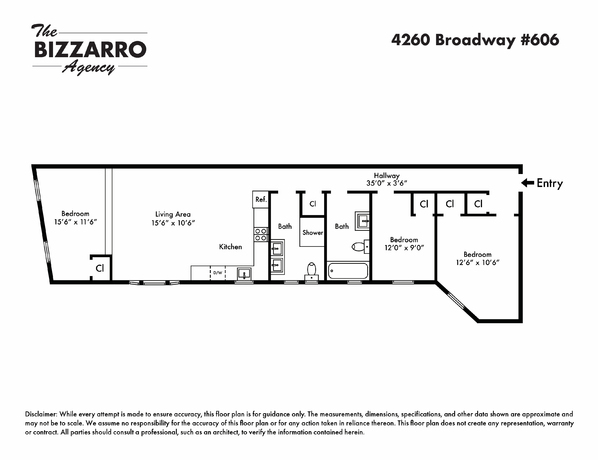 The
BIZZARRO
Agency
4260 Broadway #606
Hallway
35'0" x 3'6"
Entry
Bedroom
15'6" x 11'6"
Living Area
15'6" x 10'6"
Kitchen
Ref.
D/W
Bath
Cl
Shower
Bath
Cl
Cl
Cl
Bedroom
12'0" x 9'0"
Bedroom
12'6" x 10'6"
Cl
Disclaimer: While every attempt is made to ensure accuracy, this floor plan is for guidance only. The measurements, dimensions, specifications, and other data shown are approximate and
may not be to scale. We assume no responsibility for the accuracy of this floor plan or for any action taken in reliance thereon. This floor plan does not create any representation, warranty
or contract. All parties should consult a professional, such as an architect, to verify the information contained herein.